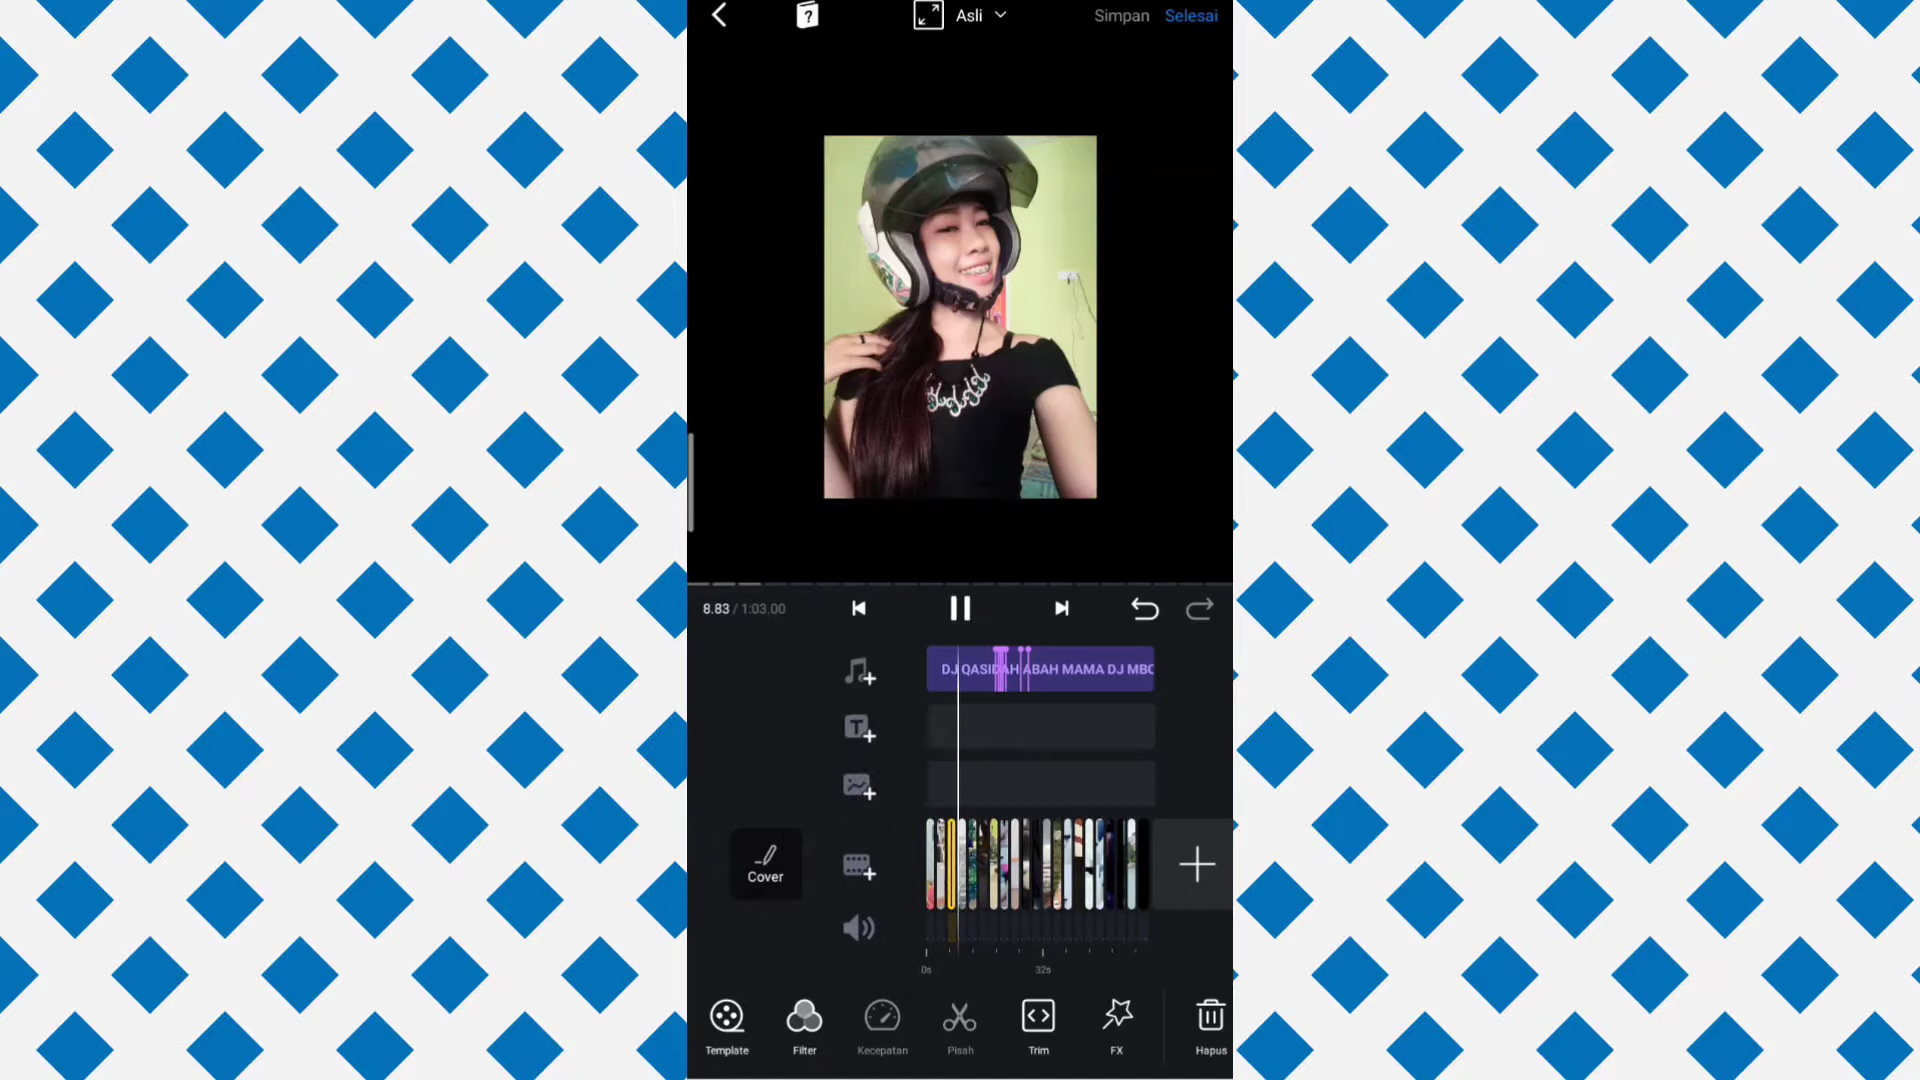 Asli
Simpan Selesai
8.83 / 1:03.00
DJ QASIDAH ABAH MAMA DJ MBO
Cover
0s 32s
Template Filter Kecepatan Pisah Trim FX Hapus